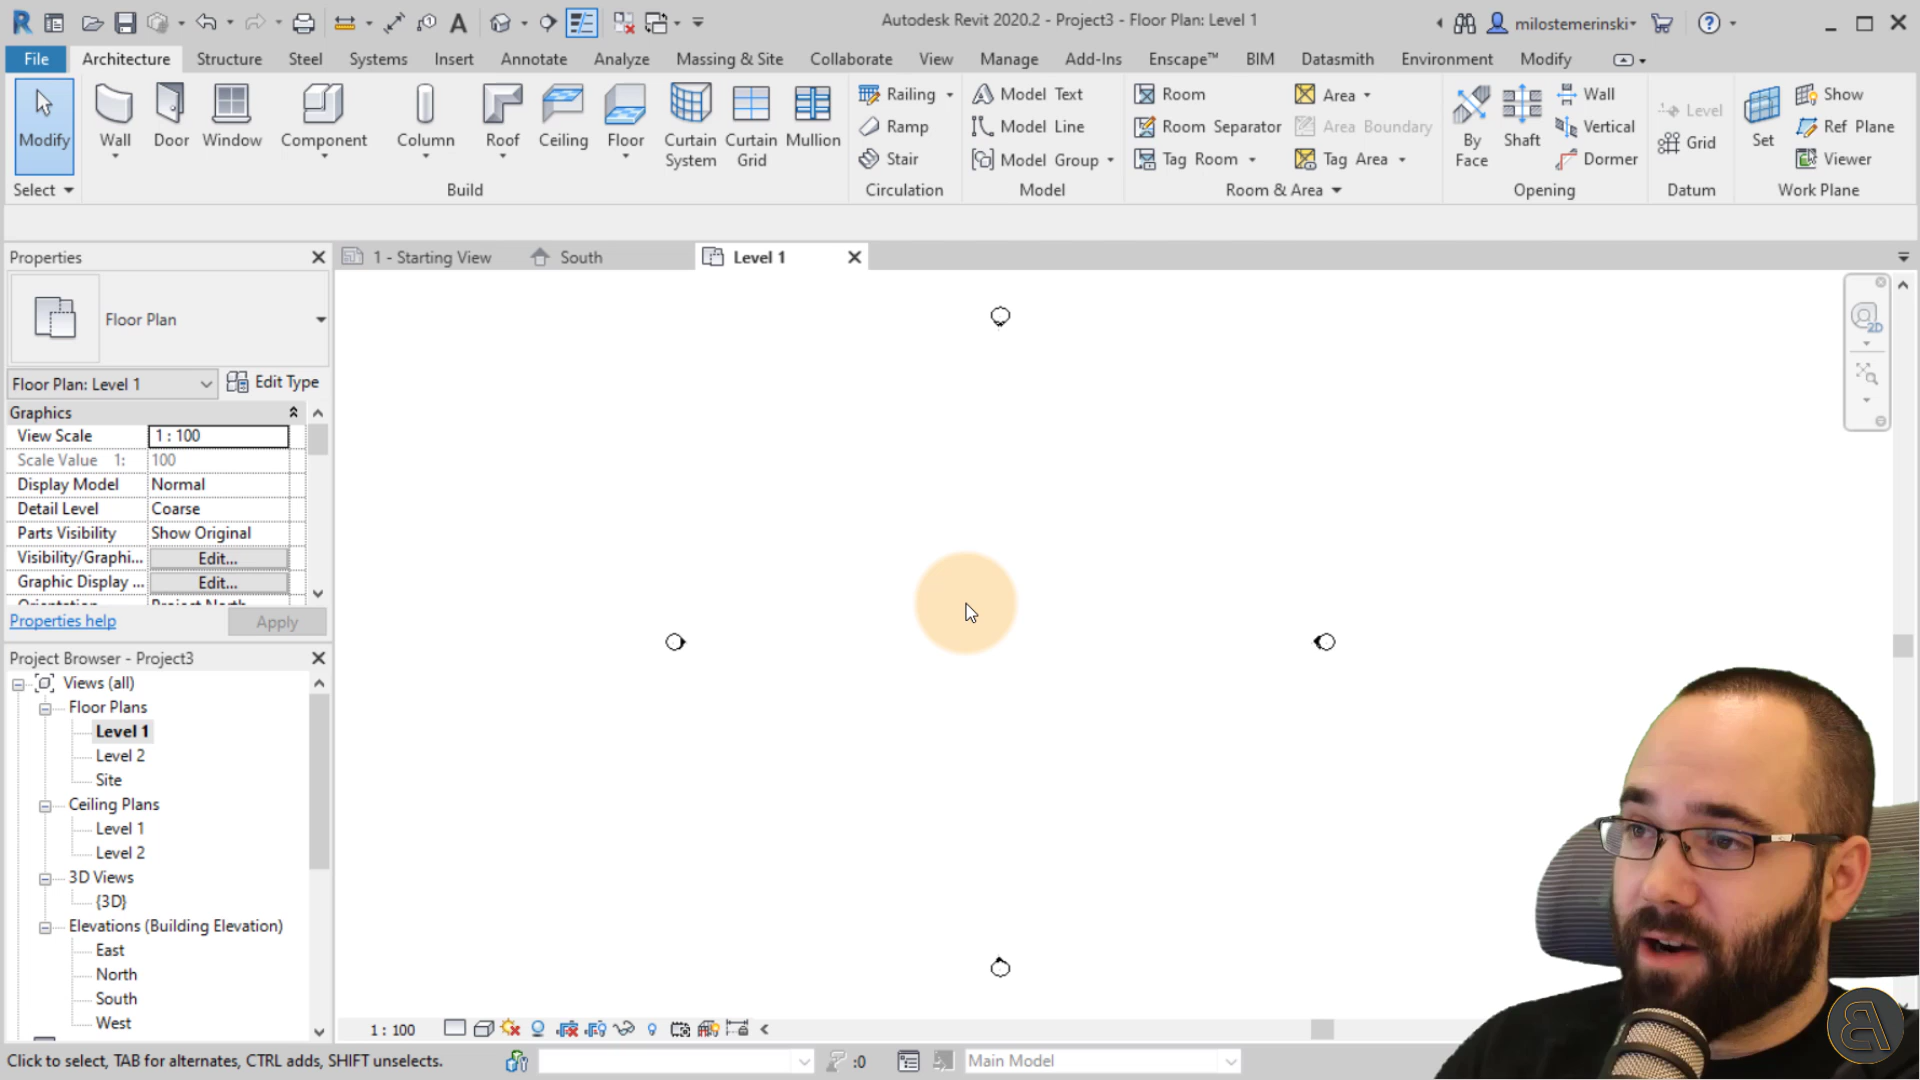 Autodesk Revit 2020.2 - Project3 - Floor Plan: Level 1
milostemerinski
File Architecture Structure Steel Systems Insert Annotate Analyze Massing & Site Collaborate View Manage Add-Ins Enscape™ BIM Datasmith Environment Modify
Modify Wall Door Window Component Column Roof Ceiling Floor Curtain System Curtain Grid Mullion
Railing Model Text Room Area Wall Level Show
Ramp Model Line Room Separator Area Boundary By Face Shaft Vertical Grid Set Ref Plane
Stair Model Group Tag Room Tag Area Dormer Viewer
Select Build Circulation Model Room & Area Opening Datum Work Plane
Properties
1 - Starting View South Level 1
Floor Plan
2D
Floor Plan: Level 1 Edit Type
Graphics
View Scale 1 : 100
Scale Value 1: 100
Display Model Normal
Detail Level Coarse
Parts Visibility Show Original
Visibility/Graphi... Edit...
Graphic Display ... Edit...
Orientation Project North
Properties help Apply
Project Browser - Project3
Views (all)
Floor Plans
Level 1
Level 2
Site
Ceiling Plans
Level 1
Level 2
3D Views
{3D}
Elevations (Building Elevation)
East
North
South
West
1 : 100
Click to select, TAB for alternates, CTRL adds, SHIFT unselects.
:0
Main Model